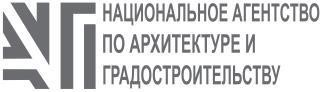 НАЦИОНАЛЬНОЕ АГЕНТСТВО
ПО АРХИТЕКТУРЕ И
ГРАДОСТРОИТЕЛЬСТВУ